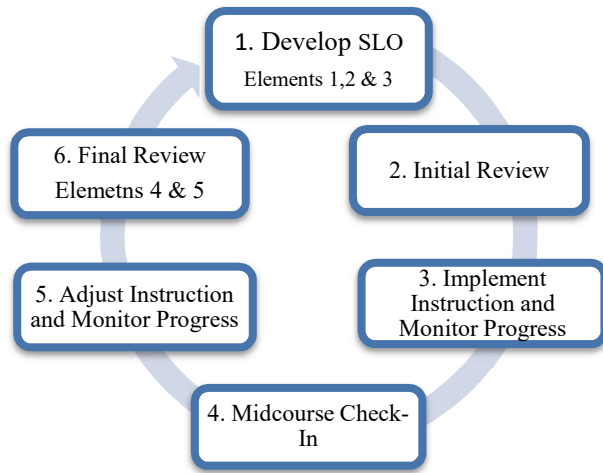 1. Develop SLO
Elements 1,2 & 3
2. Initial Review
3. Implement
Instruction and
Monitor Progress
4. Midcourse Check-
In
5. Adjust Instruction
and Monitor Progress
6. Final Review
Elemetns 4 & 5